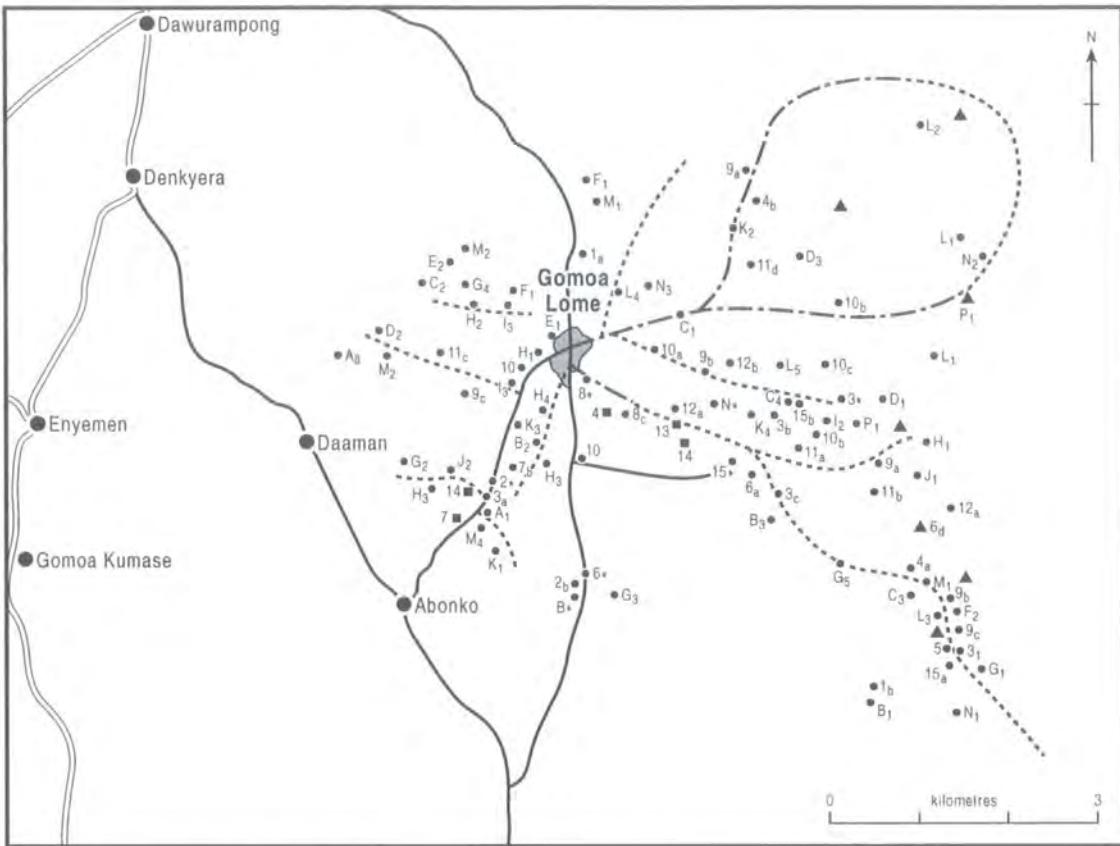 Dawurampong
N
L₂
Denkyera
F₁
9ₐ
M₁
4b
K₂
M₂
1ₐ
L₁
E₂
D₃
N₂
11d
C₂
G₄
F₁
Gomoa
Lome
L₄
N₃
H₂
I₃
10b
P₁
C₁
D₂
E₁
A₈
M₂
11c
H₁
10ₐ
9b
12b
L₅
10c
L₁
10
I₃
8
9c
H₄
4
8c
12ₐ
N
C₄
15b
3
D₁
K₄
3b
I₂
P₁
Enyemen
K₃
13
10b
Daaman
B₂
14
11ₐ
H₁
G₂
J₂
7b
H₃
10
15
9ₐ
J₁
6ₐ
H₃
14
2
3ₐ
3c
11b
12ₐ
7
A₁
B₃
6d
M₄
K₁
Gomoa Kumase
G₅
4ₐ
6
2b
M₁
Abonko
B
G₃
C₃
9b
L₃
F₂
9c
5
3₁
15ₐ
G₁
1b
B₁
N₁
0 kilometres 3